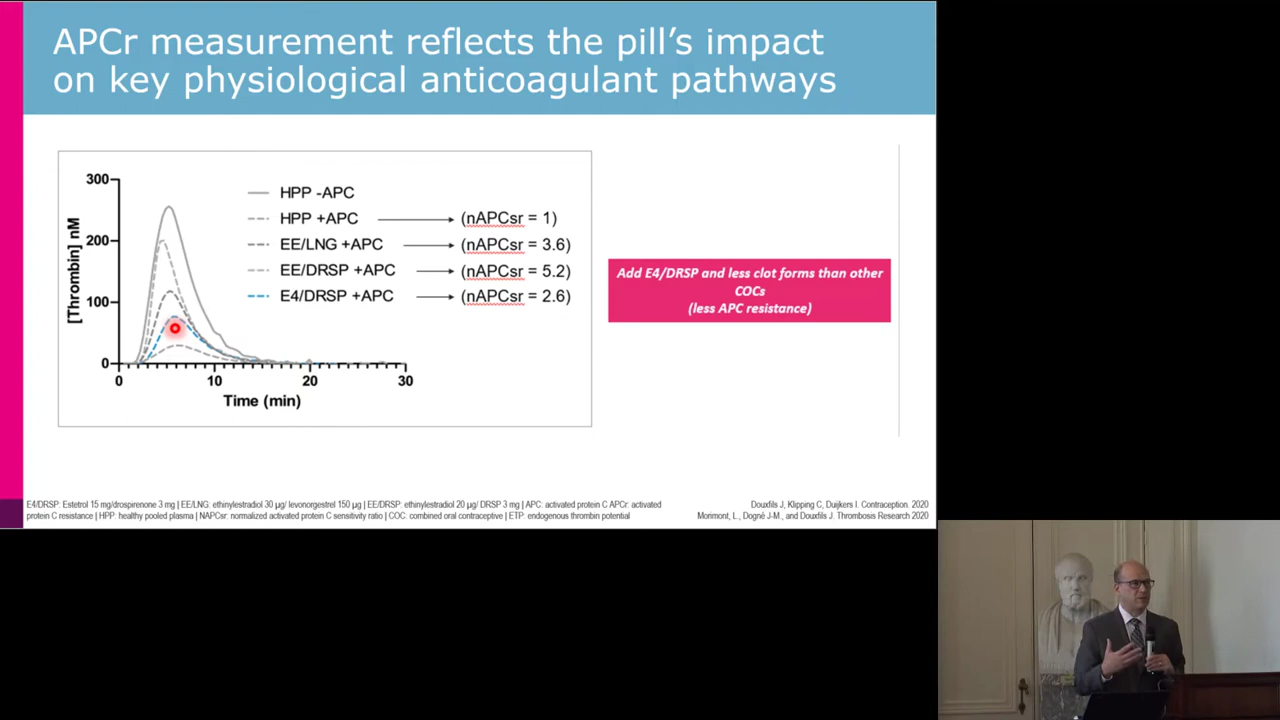 APCr measurement reflects the pill's impact
on key physiological anticoagulant pathways
300
200
100
0
[Thrombin] nM
0
10
20
30
Time (min)
HPP -APC
HPP +APC (nAPCsr = 1)
EE/LNG +APC (nAPCsr = 3.6)
EE/DRSP +APC (nAPCsr = 5.2)
E4/DRSP +APC (nAPCsr = 2.6)
Add E4/DRSP and less clot forms than other
COCs
(less APC resistance)
E4/DRSP: Estetrol 15 mg/drospirenone 3 mg | EE/LNG: ethinylestradiol 30 µg/ levonorgestrel 150 µg | EE/DRSP: ethinylestradiol 20 µg/ DRSP 3 mg | APC: activated protein C APCr: activated
protein C resistance | HPP: healthy pooled plasma | NAPCsr: normalized activated protein C sensitivity ratio | COC: combined oral contraceptive | ETP: endogenous thrombin potential
Douxfils J, Klipping C, Duijkers I. Contraception. 2020
Morimont, L., Dogné J-M., and Douxfils J. Thrombosis Research 2020